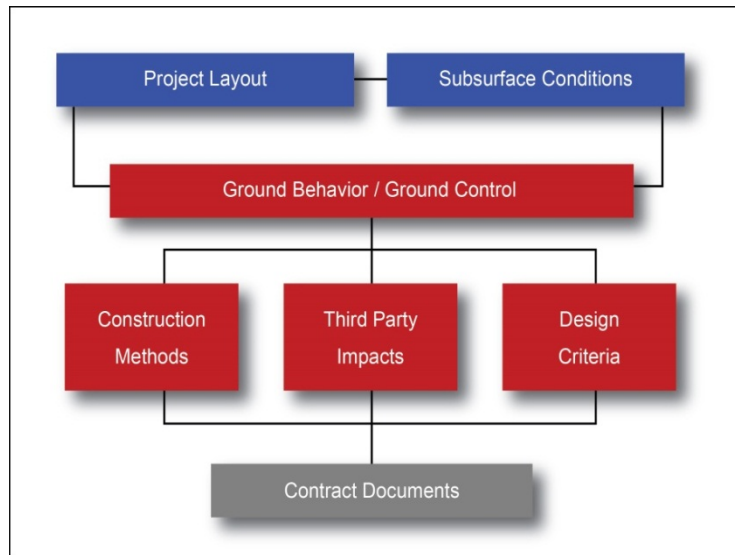 Project Layout
Subsurface Conditions
Ground Behavior / Ground Control
Construction
Methods
Third Party
Impacts
Design
Criteria
Contract Documents